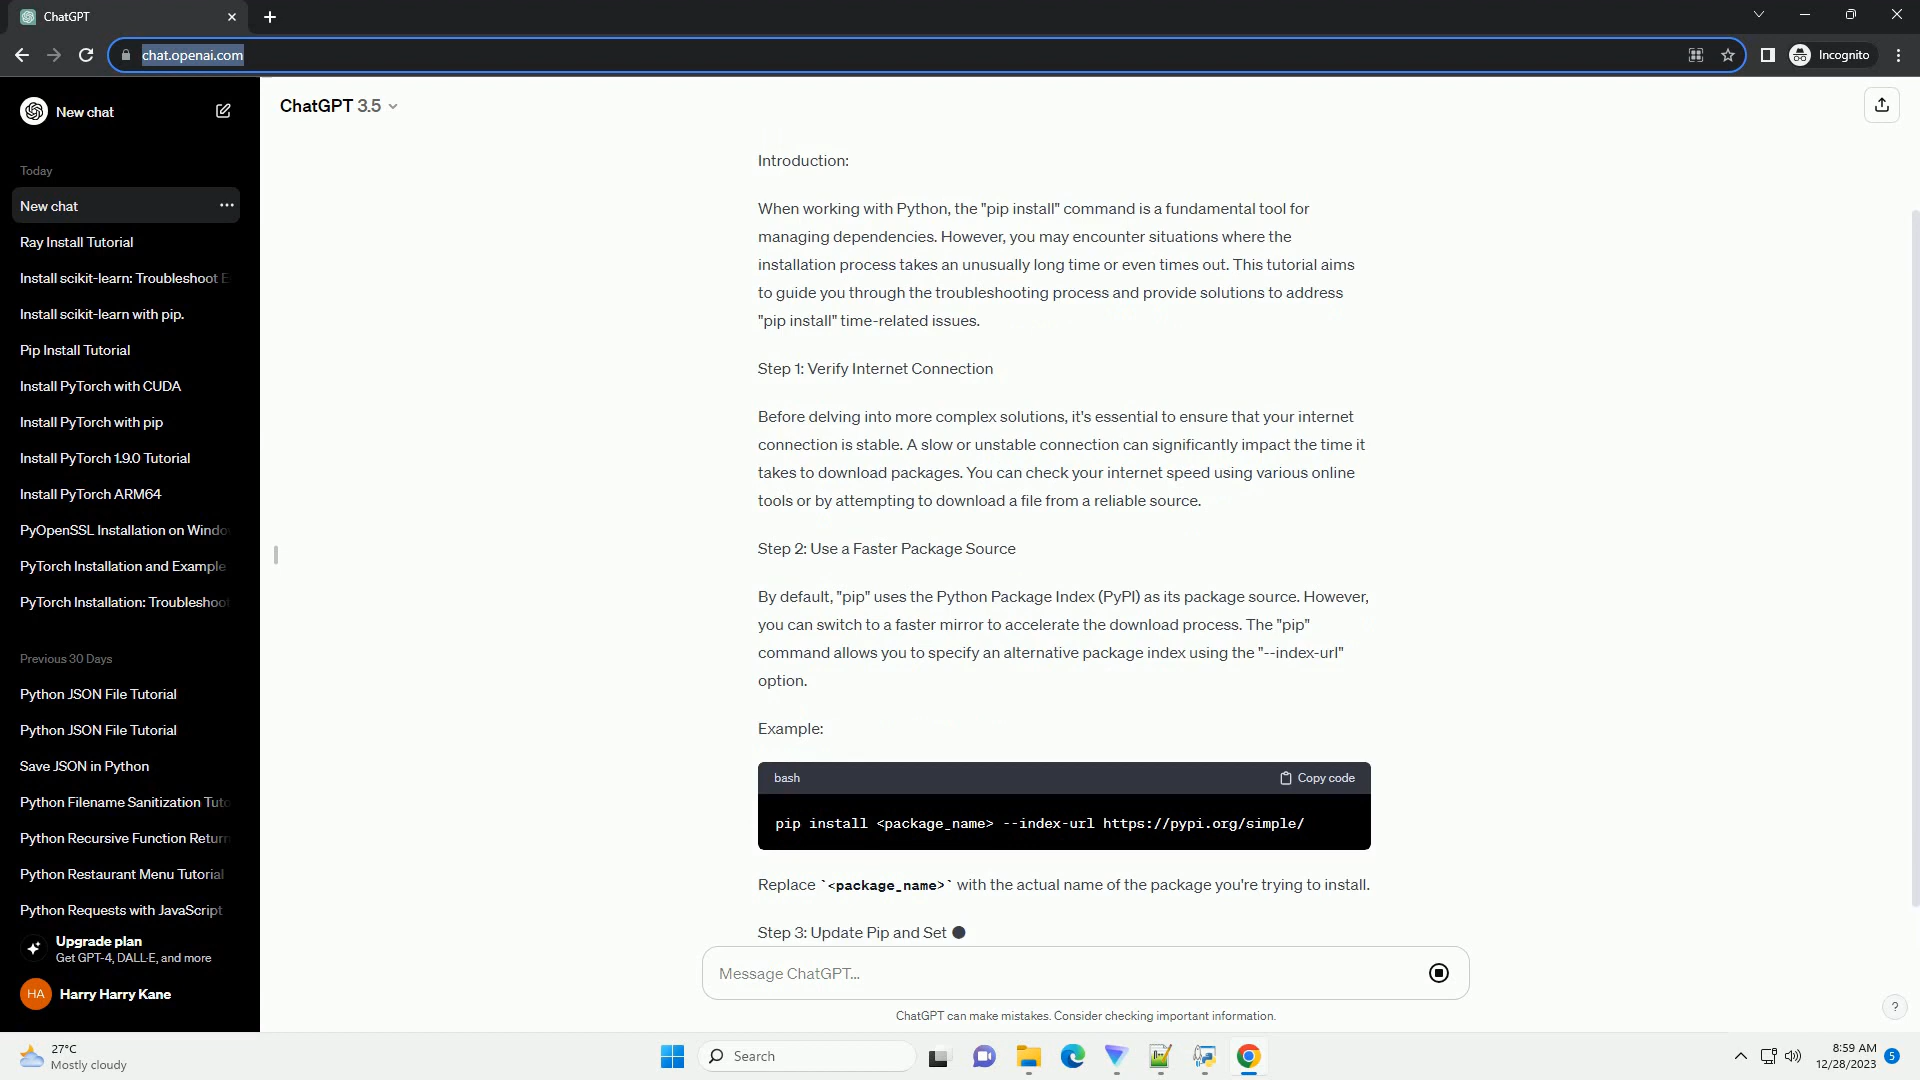 ChatGPT
chat.openai.com
Incognito
New chat
Today
New chat
Ray Install Tutorial
Install scikit-learn: Troubleshoot E
Install scikit-learn with pip.
Pip Install Tutorial
Install PyTorch with CUDA
Install PyTorch with pip
Install PyTorch 1.9.0 Tutorial
Install PyTorch ARM64
PyOpenSSL Installation on Windo
PyTorch Installation and Example
PyTorch Installation: Troubleshoot
Previous 30 Days
Python JSON File Tutorial
Python JSON File Tutorial
Save JSON in Python
Python Filename Sanitization Tuto
Python Recursive Function Return
Python Restaurant Menu Tutorial
Python Requests with JavaScript
Upgrade plan
Get GPT-4, DALL·E, and more
HA
Harry Harry Kane
ChatGPT 3.5
Introduction:
When working with Python, the "pip install" command is a fundamental tool for
managing dependencies. However, you may encounter situations where the
installation process takes an unusually long time or even times out. This tutorial aims
to guide you through the troubleshooting process and provide solutions to address
"pip install" time-related issues.
Step 1: Verify Internet Connection
Before delving into more complex solutions, it's essential to ensure that your internet
connection is stable. A slow or unstable connection can significantly impact the time it
takes to download packages. You can check your internet speed using various online
tools or by attempting to download a file from a reliable source.
Step 2: Use a Faster Package Source
By default, "pip" uses the Python Package Index (PyPI) as its package source. However,
you can switch to a faster mirror to accelerate the download process. The "pip"
command allows you to specify an alternative package index using the "--index-url"
option.
Example:
bash
Copy code
pip install <package_name> --index-url https://pypi.org/simple/
Replace `<package_name>` with the actual name of the package you're trying to install.
Step 3: Update Pip and Set
Message ChatGPT...
ChatGPT can make mistakes. Consider checking important information.
?
27°C
Mostly cloudy
Search
8:59 AM
12/28/2023
5